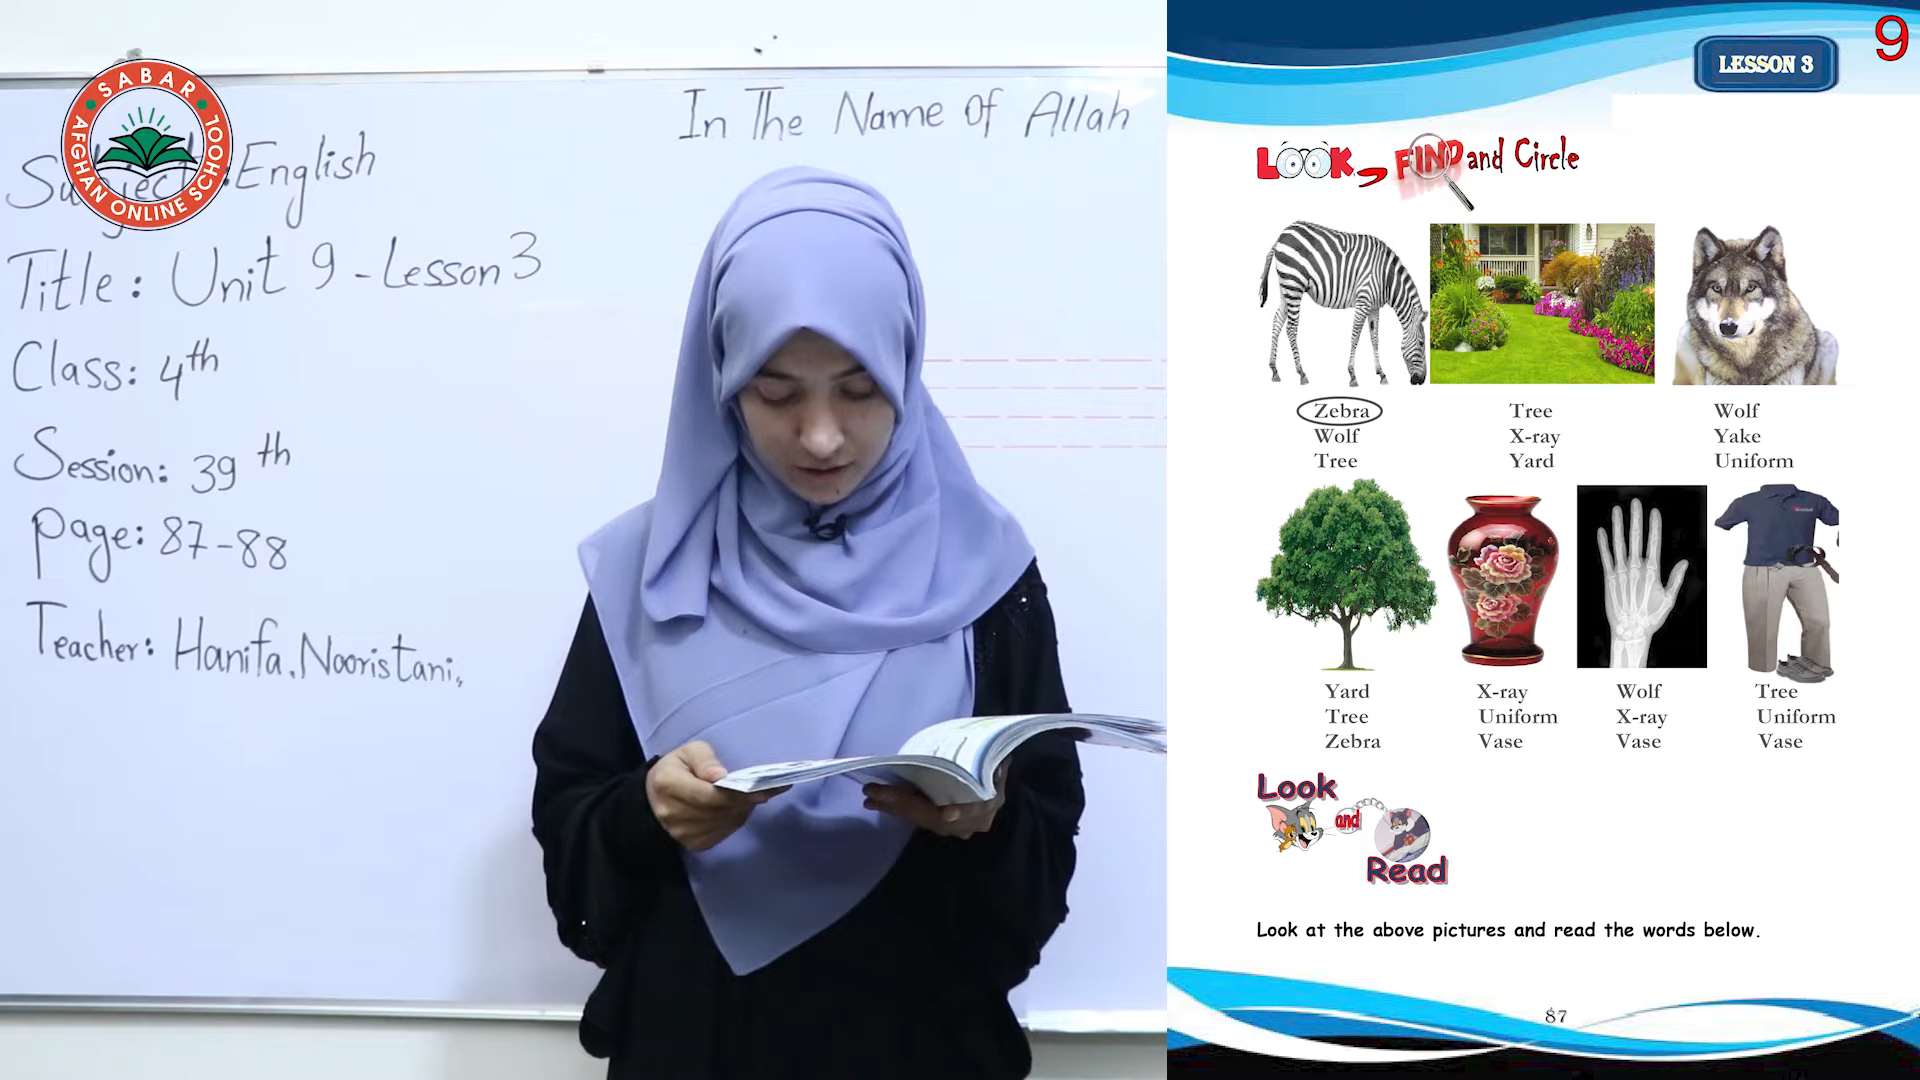 SABAR
AFGHAN ONLINE SCHOOL
In The Name Of Allah
Subject: English
Title: Unit 9 - Lesson 3
Class: 4th
Session: 39th
Page: 87-88
Teacher: Hanifa. Nooristani,,
9
LESSON 3
LOOK, FIND and Circle
Zebra
Wolf
Tree
Tree
X-ray
Yard
Wolf
Yake
Uniform
Yard
Tree
Zebra
X-ray
Uniform
Vase
Wolf
X-ray
Vase
Tree
Uniform
Vase
Look
and
Read
Look at the above pictures and read the words below.
87